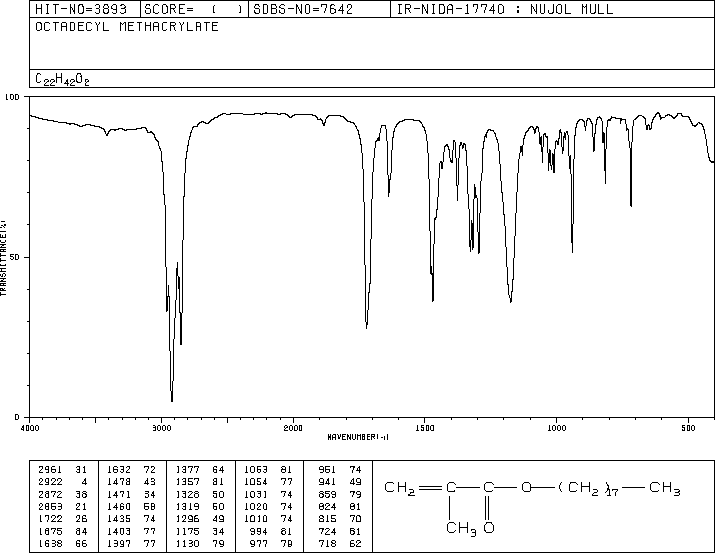 HIT-NO=3893 SCORE= ( ) SDBS-NO=7642 IR-NIDA-17740 : NUJOL MULL
OCTADECYL METHACRYLATE
C22H42O2
100
50
0
TRANSMITTANCE(%)
4000 3000 2000 1500 1000 500
WAVENUMBER(-1)
2961 31 1632 72 1377 64 1063 81 951 74
2922 4 1478 43 1357 81 1054 77 941 49
2872 38 1471 34 1328 50 1031 74 859 79
2853 21 1460 58 1319 50 1020 74 824 81
1722 26 1435 74 1296 49 1010 74 815 70
1675 84 1403 77 1175 34 994 81 724 81
1638 66 1397 77 1130 79 977 79 718 62
CH2 C C O (CH2)17 CH3
CH3 O